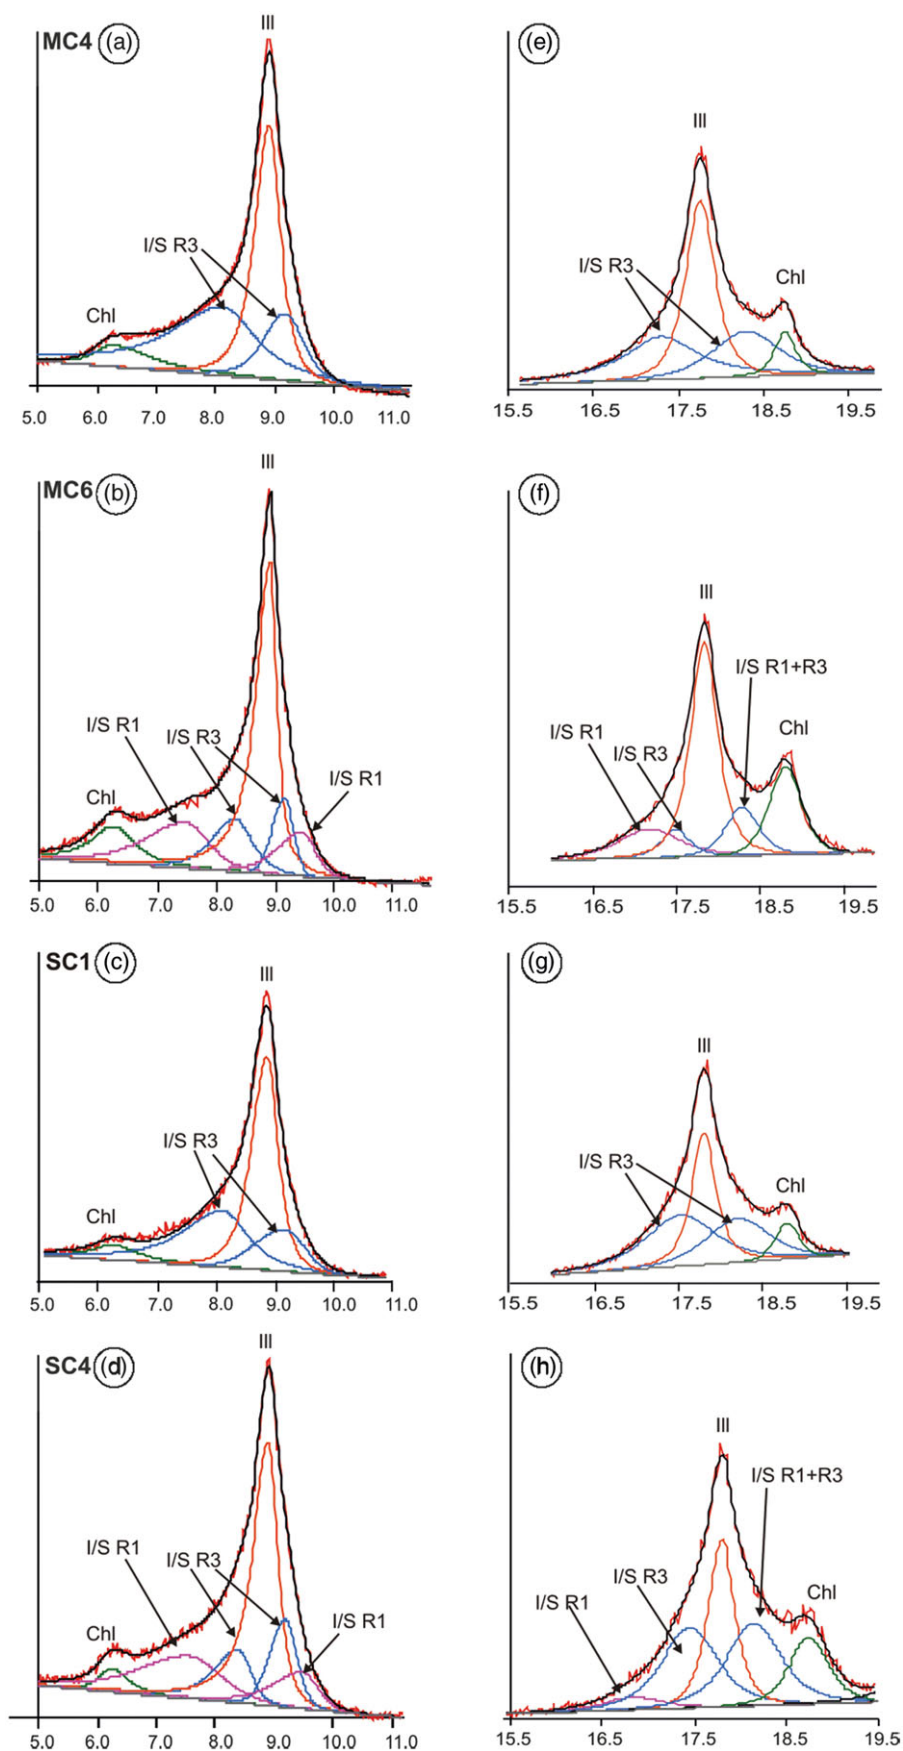 MC4 (a)
Ill
I/S R3
Chl
5.0 6.0 7.0 8.0 9.0 10.0 11.0
(e)
Ill
I/S R3
Chl
15.5 16.5 17.5 18.5 19.5
MC6 (b)
Ill
I/S R1
I/S R3
I/S R1
Chl
5.0 6.0 7.0 8.0 9.0 10.0 11.0
(f)
Ill
I/S R1+R3
I/S R1
I/S R3
Chl
15.5 16.5 17.5 18.5 19.5
SC1 (c)
Ill
I/S R3
Chl
5.0 6.0 7.0 8.0 9.0 10.0 11.0
(g)
Ill
I/S R3
Chl
15.5 16.5 17.5 18.5 19.5
SC4 (d)
Ill
I/S R1
I/S R3
Chl
I/S R1
5.0 6.0 7.0 8.0 9.0 10.0 11.0
(h)
Ill
I/S R1+R3
I/S R3
I/S R1
Chl
15.5 16.5 17.5 18.5 19.5